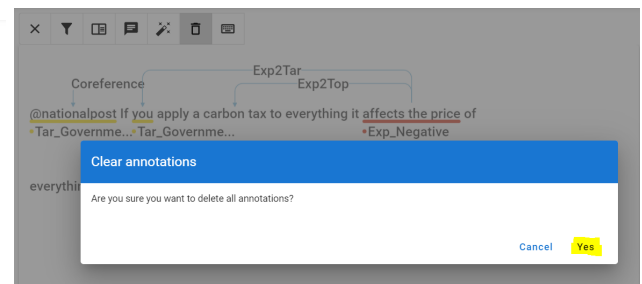 Exp2Tar
Coreference Exp2Top
@nationalpost If you apply a carbon tax to everything it affects the price of
•Tar_Governme...•Tar_Governme... •Exp_Negative
Clear annotations
Are you sure you want to delete all annotations?
Cancel Yes